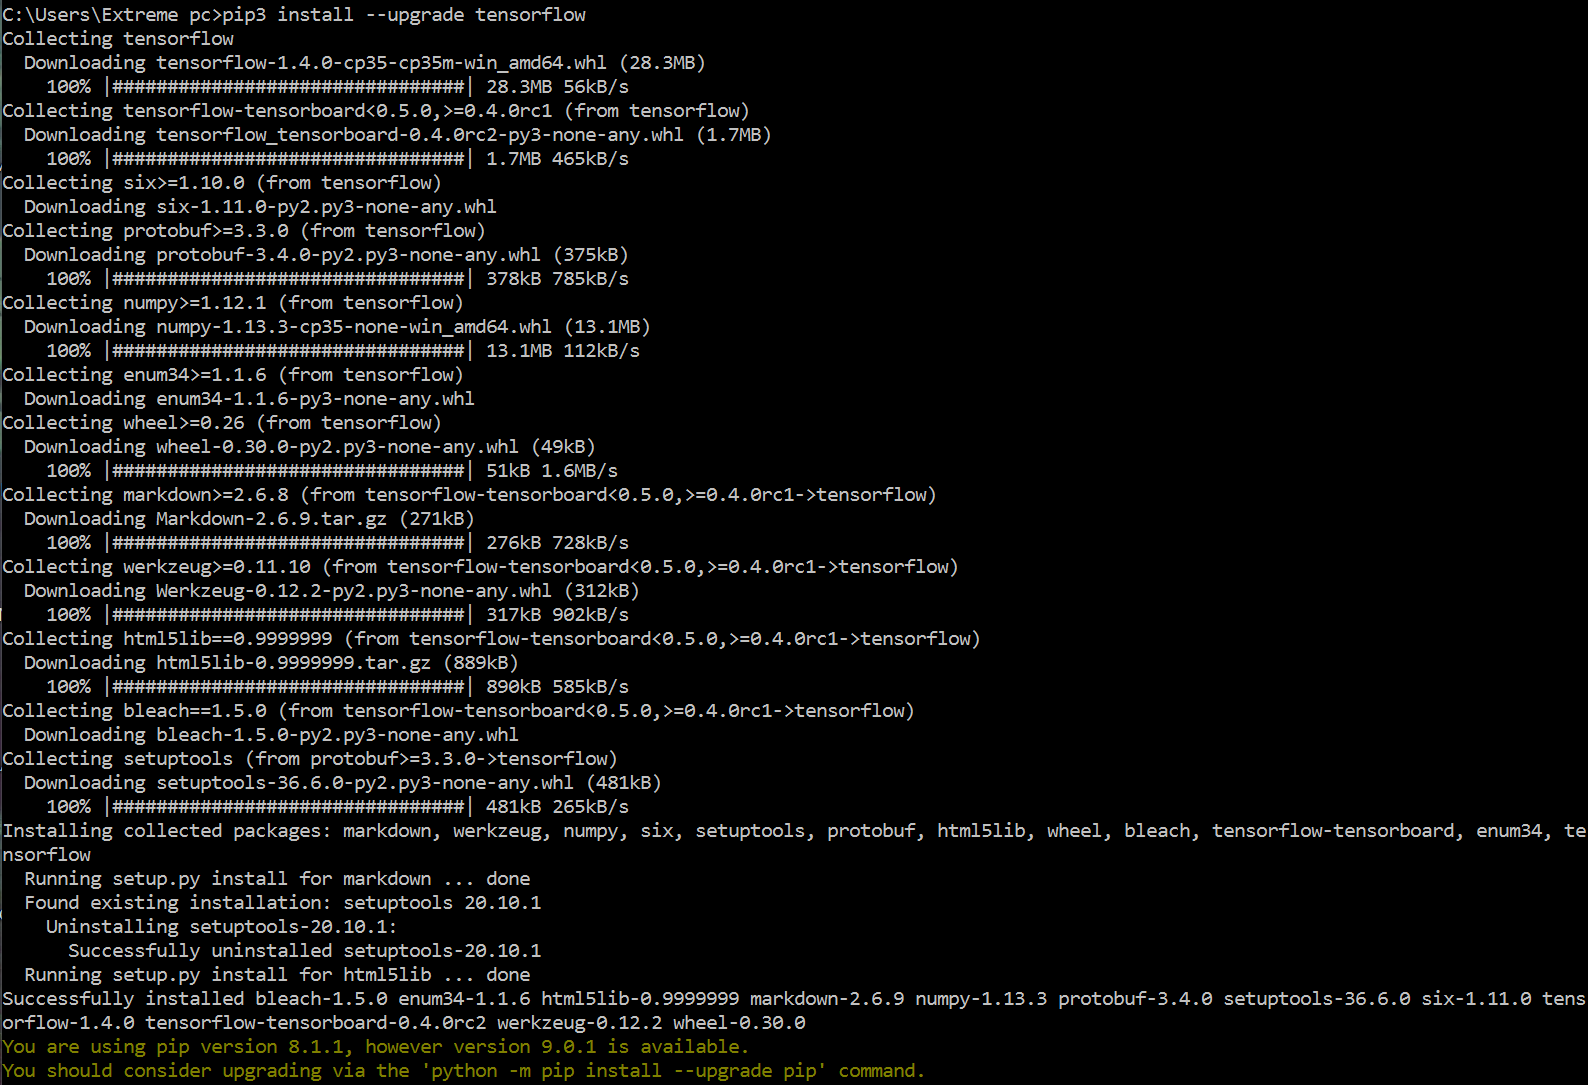 C:\Users\Extreme pc>pip3 install --upgrade tensorflow
Collecting tensorflow
  Downloading tensorflow-1.4.0-cp35-cp35m-win_amd64.whl (28.3MB)
    100% |################################| 28.3MB 56kB/s
Collecting tensorflow-tensorboard<0.5.0,>=0.4.0rc1 (from tensorflow)
  Downloading tensorflow_tensorboard-0.4.0rc2-py3-none-any.whl (1.7MB)
    100% |################################| 1.7MB 465kB/s
Collecting six>=1.10.0 (from tensorflow)
  Downloading six-1.11.0-py2.py3-none-any.whl
Collecting protobuf>=3.3.0 (from tensorflow)
  Downloading protobuf-3.4.0-py2.py3-none-any.whl (375kB)
    100% |################################| 378kB 785kB/s
Collecting numpy>=1.12.1 (from tensorflow)
  Downloading numpy-1.13.3-cp35-none-win_amd64.whl (13.1MB)
    100% |################################| 13.1MB 112kB/s
Collecting enum34>=1.1.6 (from tensorflow)
  Downloading enum34-1.1.6-py3-none-any.whl
Collecting wheel>=0.26 (from tensorflow)
  Downloading wheel-0.30.0-py2.py3-none-any.whl (49kB)
    100% |################################| 51kB 1.6MB/s
Collecting markdown>=2.6.8 (from tensorflow-tensorboard<0.5.0,>=0.4.0rc1->tensorflow)
  Downloading Markdown-2.6.9.tar.gz (271kB)
    100% |################################| 276kB 728kB/s
Collecting werkzeug>=0.11.10 (from tensorflow-tensorboard<0.5.0,>=0.4.0rc1->tensorflow)
  Downloading Werkzeug-0.12.2-py2.py3-none-any.whl (312kB)
    100% |################################| 317kB 902kB/s
Collecting html5lib==0.9999999 (from tensorflow-tensorboard<0.5.0,>=0.4.0rc1->tensorflow)
  Downloading html5lib-0.9999999.tar.gz (889kB)
    100% |################################| 890kB 585kB/s
Collecting bleach==1.5.0 (from tensorflow-tensorboard<0.5.0,>=0.4.0rc1->tensorflow)
  Downloading bleach-1.5.0-py2.py3-none-any.whl
Collecting setuptools (from protobuf>=3.3.0->tensorflow)
  Downloading setuptools-36.6.0-py2.py3-none-any.whl (481kB)
    100% |################################| 481kB 265kB/s
Installing collected packages: markdown, werkzeug, numpy, six, setuptools, protobuf, html5lib, wheel, bleach, tensorflow-tensorboard, enum34, te
nsorflow
  Running setup.py install for markdown ... done
  Found existing installation: setuptools 20.10.1
    Uninstalling setuptools-20.10.1:
      Successfully uninstalled setuptools-20.10.1
  Running setup.py install for html5lib ... done
Successfully installed bleach-1.5.0 enum34-1.1.6 html5lib-0.9999999 markdown-2.6.9 numpy-1.13.3 protobuf-3.4.0 setuptools-36.6.0 six-1.11.0 tens
orflow-1.4.0 tensorflow-tensorboard-0.4.0rc2 werkzeug-0.12.2 wheel-0.30.0
You are using pip version 8.1.1, however version 9.0.1 is available.
You should consider upgrading via the 'python -m pip install --upgrade pip' command.